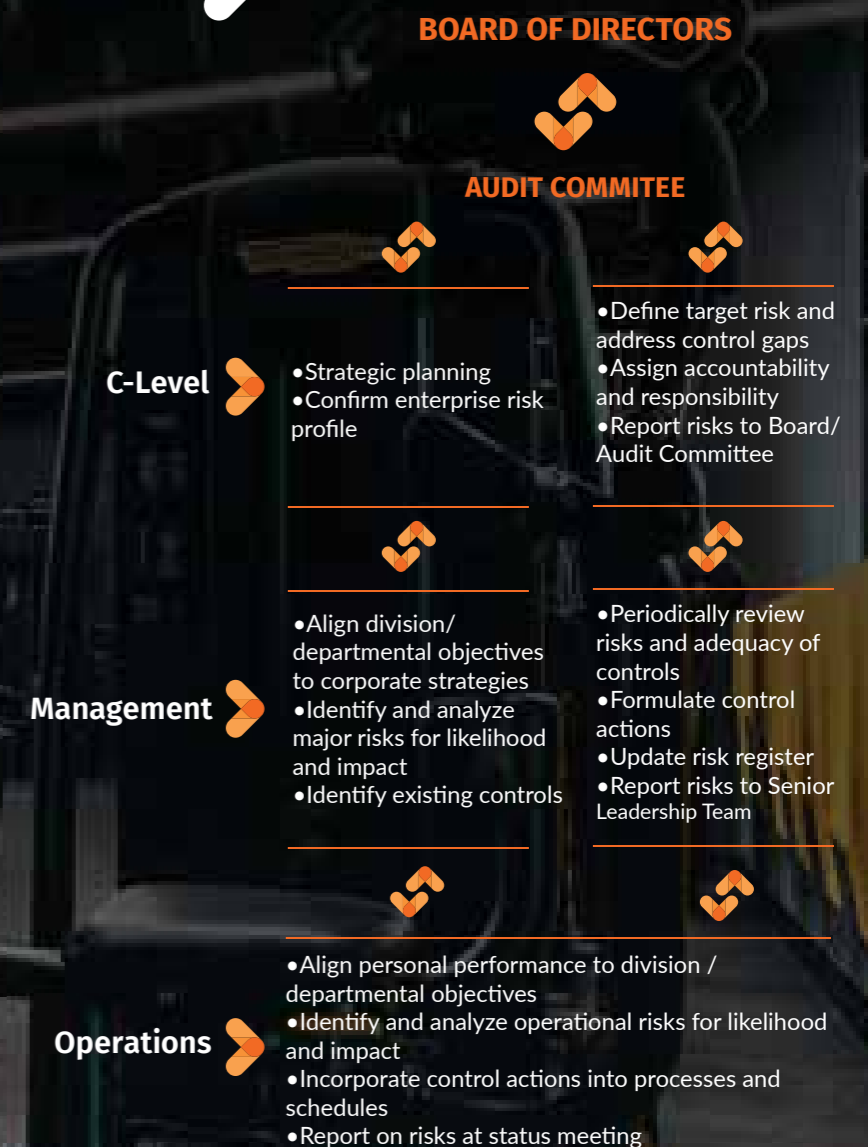 BOARD OF DIRECTORS
AUDIT COMMITEE
C-Level
•Strategic planning
•Confirm enterprise risk
profile
•Define target risk and
address control gaps
•Assign accountability
and responsibility
•Report risks to Board/
Audit Committee
Management
•Align division/
departmental objectives
to corporate strategies
•Identify and analyze
major risks for likelihood
and impact
•Identify existing controls
•Periodically review
risks and adequacy of
controls
•Formulate control
actions
•Update risk register
•Report risks to Senior
Leadership Team
Operations
•Align personal performance to division /
departmental objectives
•Identify and analyze operational risks for likelihood
and impact
•Incorporate control actions into processes and
schedules
•Report on risks at status meeting